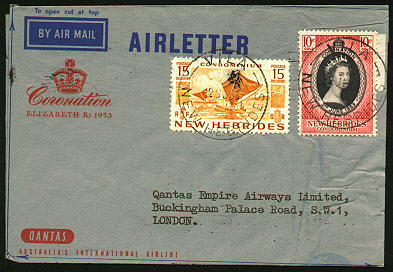 To open cut at top
BY AIR MAIL
AIRLETTER
Coronation
ELIZABETH R. 1953
15 CONDOMINIUM 15
POSTAGE
NEW HEBRIDES
10c 10c
NEW HEBRIDES
CONDOMINIUM
Qantas Empire Airways Limited,
Buckingham Palace Road, S.W.1,
LONDON.
QANTAS
AUSTRALIA'S INTERNATIONAL AIRLINE